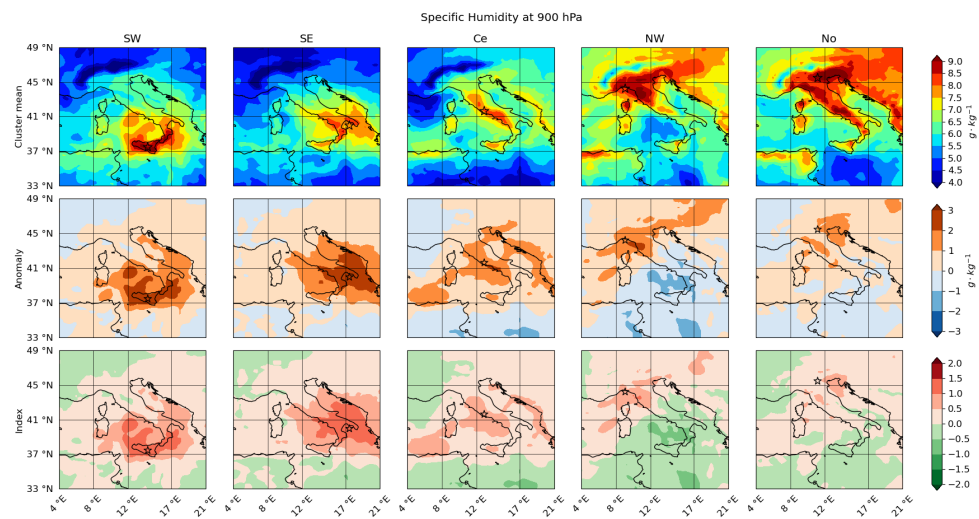 Specific Humidity at 900 hPa
SW SE Ce NW No
Cluster mean
49 °N
45 °N
41 °N
37 °N
33 °N
9.0
8.5
8.0
7.5
7.0
6.5
6.0
5.5
5.0
4.5
4.0
g · kg⁻¹
Anomaly
49 °N
45 °N
41 °N
37 °N
33 °N
3
2
1
0
−1
−2
−3
g · kg⁻¹
Index
49 °N
45 °N
41 °N
37 °N
33 °N
2.0
1.5
1.0
0.5
0.0
−0.5
−1.0
−1.5
−2.0
4 °E 8 °E 12 °E 17 °E 21 °E 4 °E 8 °E 12 °E 17 °E 21 °E 4 °E 8 °E 12 °E 17 °E 21 °E 4 °E 8 °E 12 °E 17 °E 21 °E 4 °E 8 °E 12 °E 17 °E 21 °E